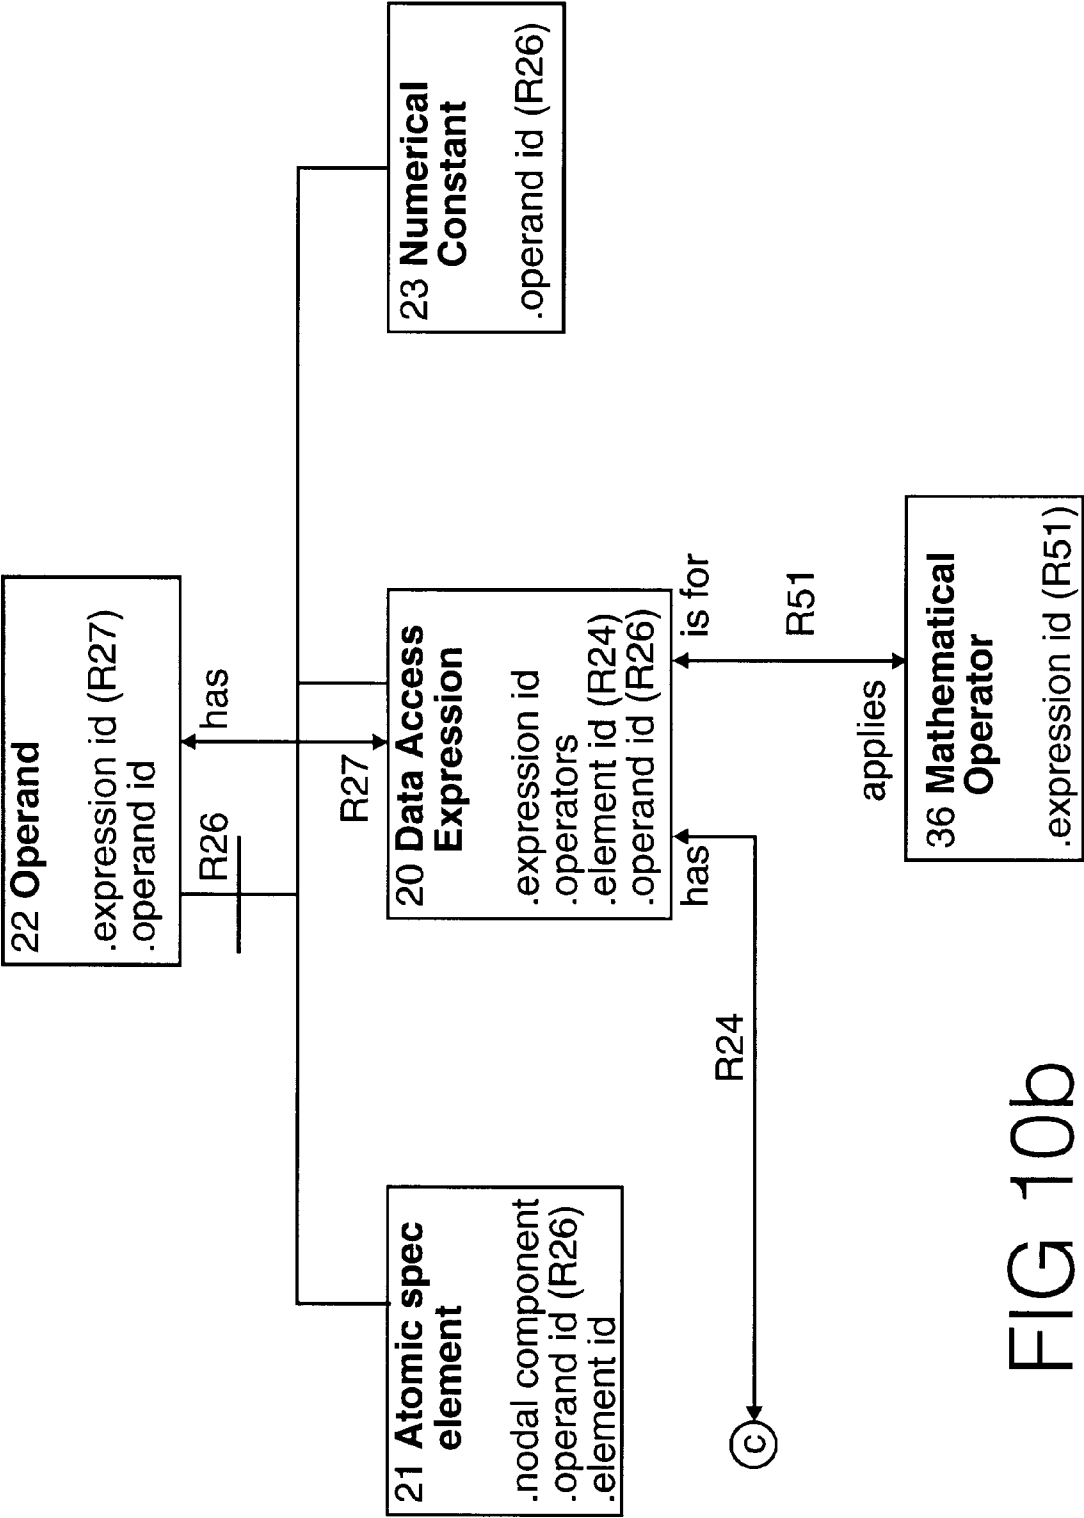 22 Operand
.expression id (R27)
.operand id
R26
has
R27
21 Atomic spec
element
.nodal component
.operand id (R26)
.element id
20 Data Access
Expression
.expression id
.operators
.element id (R24)
.operand id (R26)
23 Numerical
Constant
.operand id (R26)
has
is for
R24
R51
c
applies
36 Mathematical
Operator
.expression id (R51)
FIG 10b